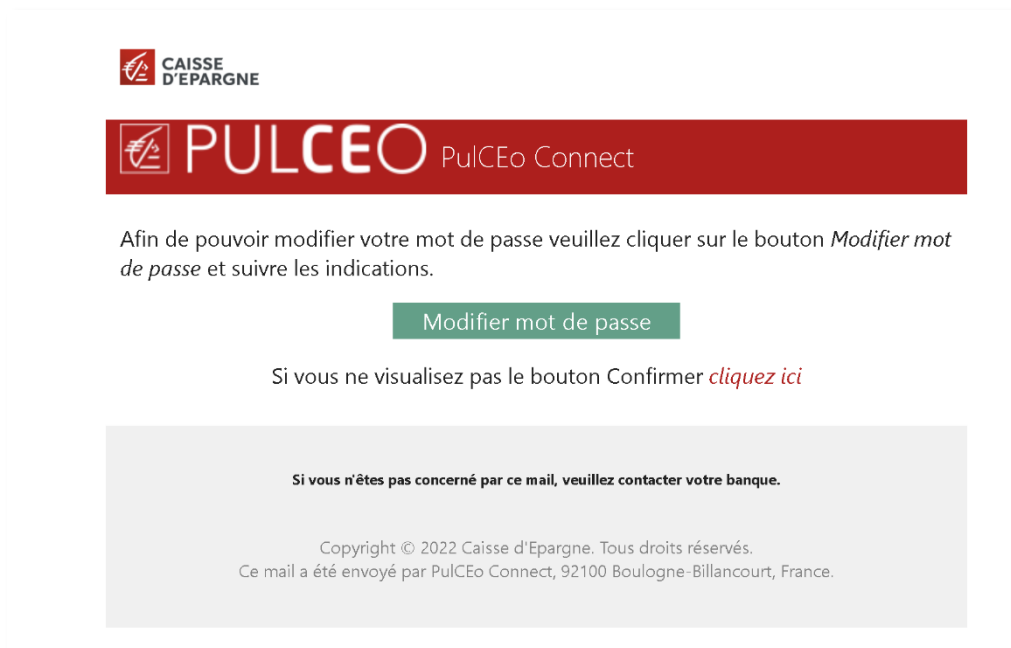 CAISSE
D'EPARGNE
PULCEO PulCEo Connect
Afin de pouvoir modifier votre mot de passe veuillez cliquer sur le bouton Modifier mot
de passe et suivre les indications.
Modifier mot de passe
Si vous ne visualisez pas le bouton Confirmer cliquez ici
Si vous n'êtes pas concerné par ce mail, veuillez contacter votre banque.
Copyright © 2022 Caisse d'Epargne. Tous droits réservés.
Ce mail a été envoyé par PulCEo Connect, 92100 Boulogne-Billancourt, France.